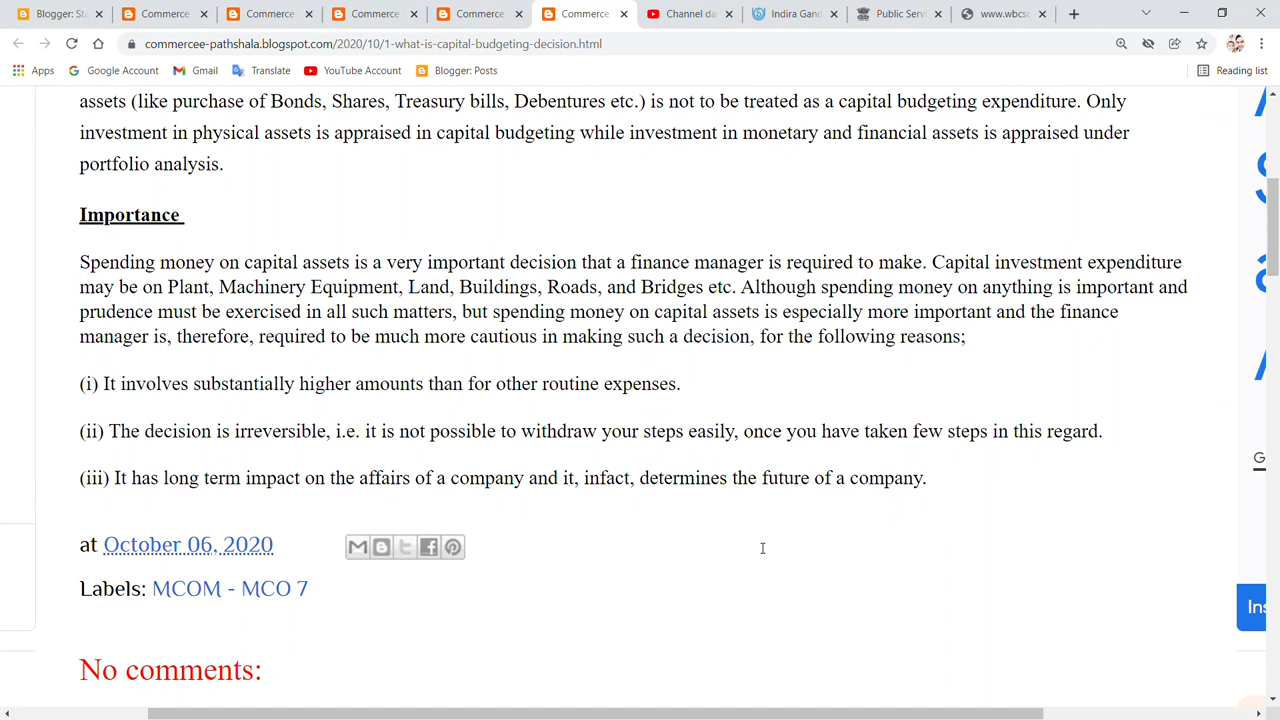 Blogger: Sta
Commerce
Commerce
Commerce
Commerce
Commerce
Channel da
Indira Gand
Public Servi
www.wbcsc
commercee-pathshala.blogspot.com/2020/10/1-what-is-capital-budgeting-decision.html
Apps
Google Account
Gmail
Translate
YouTube Account
Blogger: Posts
Reading list
assets (like purchase of Bonds, Shares, Treasury bills, Debentures etc.) is not to be treated as a capital budgeting expenditure. Only
investment in physical assets is appraised in capital budgeting while investment in monetary and financial assets is appraised under
portfolio analysis.
Importance
Spending money on capital assets is a very important decision that a finance manager is required to make. Capital investment expenditure
may be on Plant, Machinery Equipment, Land, Buildings, Roads, and Bridges etc. Although spending money on anything is important and
prudence must be exercised in all such matters, but spending money on capital assets is especially more important and the finance
manager is, therefore, required to be much more cautious in making such a decision, for the following reasons;
(i) It involves substantially higher amounts than for other routine expenses.
(ii) The decision is irreversible, i.e. it is not possible to withdraw your steps easily, once you have taken few steps in this regard.
(iii) It has long term impact on the affairs of a company and it, infact, determines the future of a company.
at October 06, 2020
Labels: MCOM - MCO 7
No comments:
G
Ins